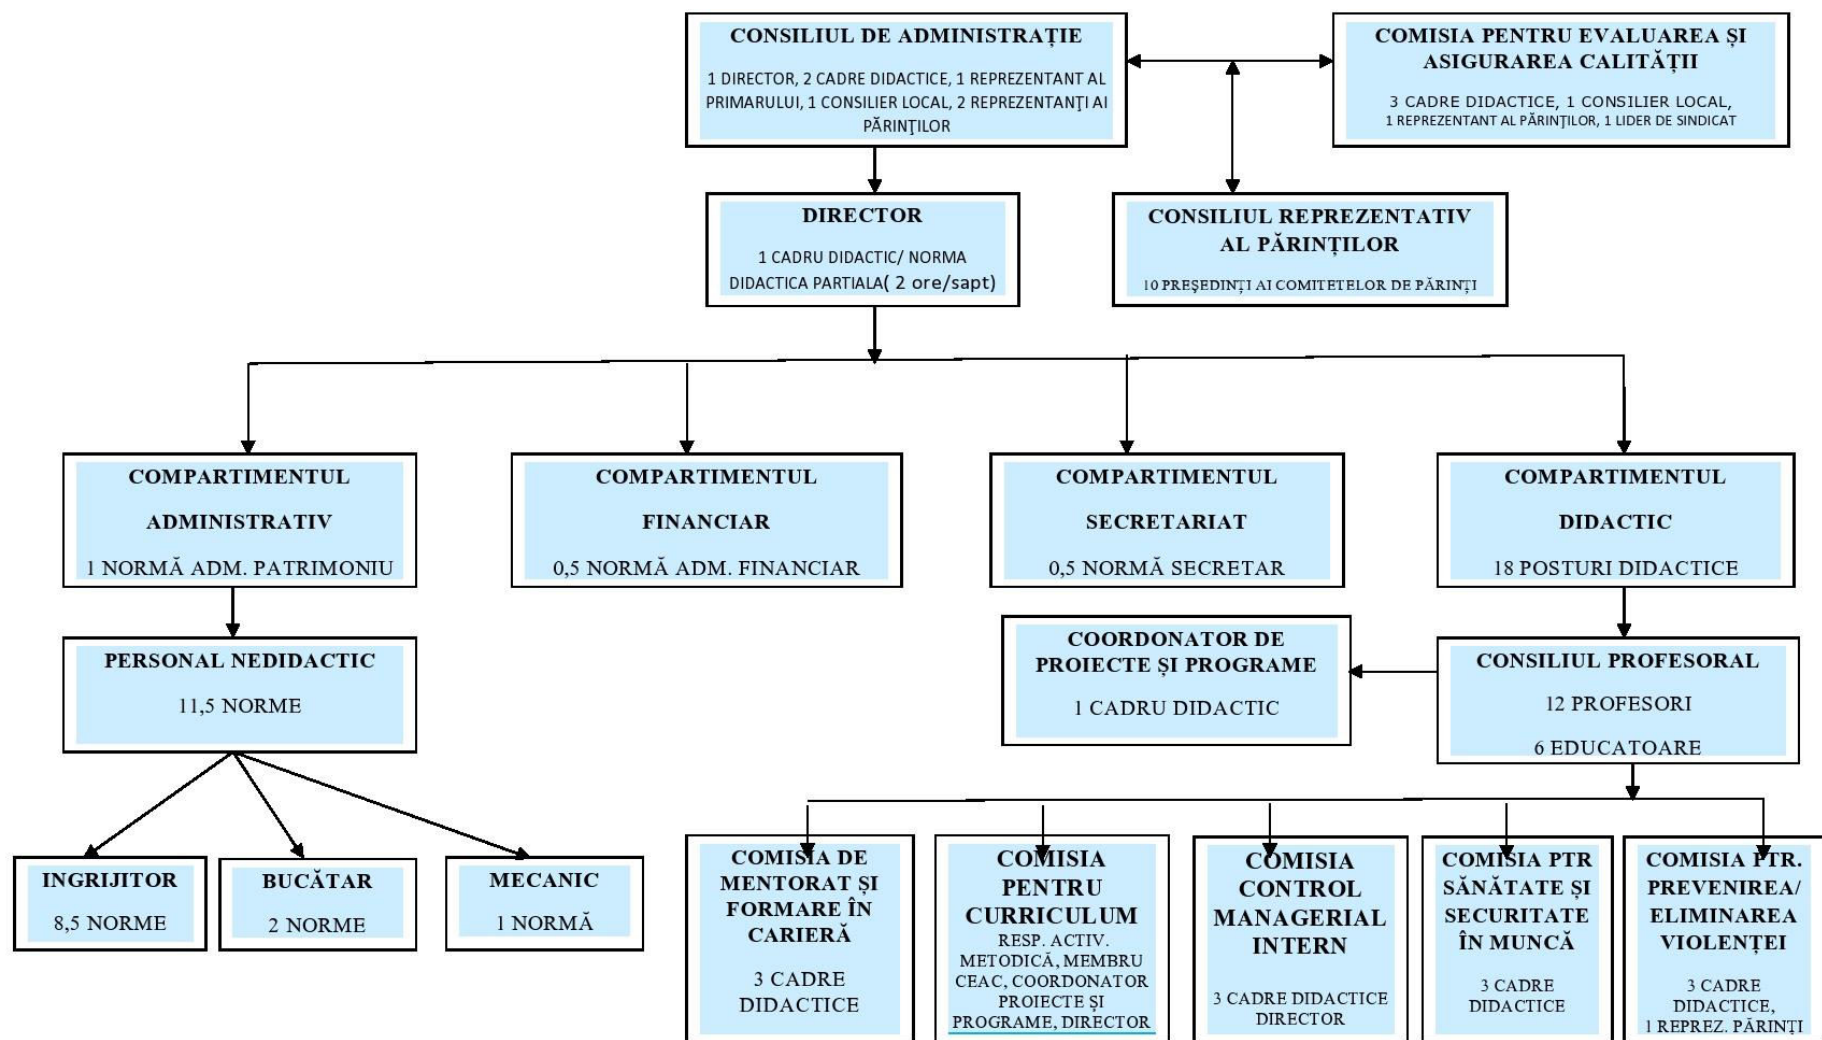 CONSILIUL DE ADMINISTRAȚIE
1 DIRECTOR, 2 CADRE DIDACTICE, 1 REPREZENTANT AL
PRIMARULUI, 1 CONSILIER LOCAL, 2 REPREZENTANŢI AI
PĂRINŢILOR
COMISIA PENTRU EVALUAREA ȘI
ASIGURAREA CALITĂȚII
3 CADRE DIDACTICE, 1 CONSILIER LOCAL,
1 REPREZENTANT AL PĂRINŢILOR, 1 LIDER DE SINDICAT
DIRECTOR
1 CADRU DIDACTIC/ NORMA
DIDACTICA PARTIALA( 2 ore/sapt)
CONSILIUL REPREZENTATIV
AL PĂRINȚILOR
10 PREŞEDINȚI AI COMITETELOR DE PĂRINȚI
COMPARTIMENTUL
ADMINISTRATIV
1 NORMĂ ADM. PATRIMONIU
COMPARTIMENTUL
FINANCIAR
0,5 NORMĂ ADM. FINANCIAR
COMPARTIMENTUL
SECRETARIAT
0,5 NORMĂ SECRETAR
COMPARTIMENTUL
DIDACTIC
18 POSTURI DIDACTICE
PERSONAL NEDIDACTIC
11,5 NORME
COORDONATOR DE
PROIECTE ȘI PROGRAME
1 CADRU DIDACTIC
CONSILIUL PROFESORAL
12 PROFESORI
6 EDUCATOARE
INGRIJITOR
8,5 NORME
BUCĂTAR
2 NORME
MECANIC
1 NORMĂ
COMISIA DE
MENTORAT ȘI
FORMARE ÎN
CARIERĂ
3 CADRE
DIDACTICE
COMISIA
PENTRU
CURRICULUM
RESP. ACTIV.
METODICĂ, MEMBRU
CEAC, COORDONATOR
PROIECTE ȘI
PROGRAME, DIRECTOR
COMISIA
CONTROL
MANAGERIAL
INTERN
3 CADRE DIDACTICE
DIRECTOR
COMISIA PTR
SĂNĂTATE ȘI
SECURITATE
ÎN MUNCĂ
3 CADRE
DIDACTICE
COMISIA PTR.
PREVENIREA/
ELIMINAREA
VIOLENȚEI
3 CADRE
DIDACTICE,
1 REPREZ. PĂRINȚI